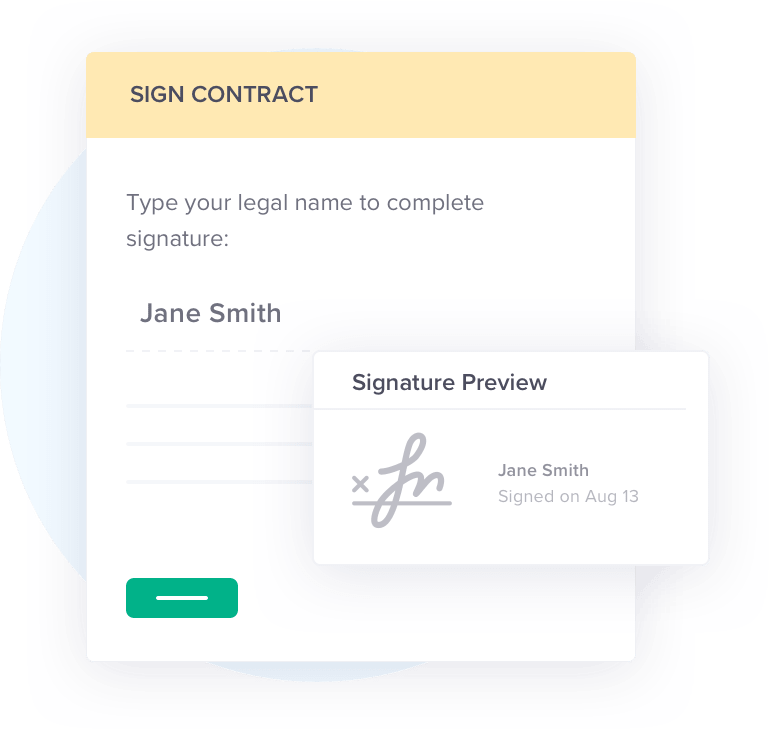 SIGN CONTRACT
Type your legal name to complete
signature:
Jane Smith
Signature Preview
Jane Smith
Signed on Aug 13